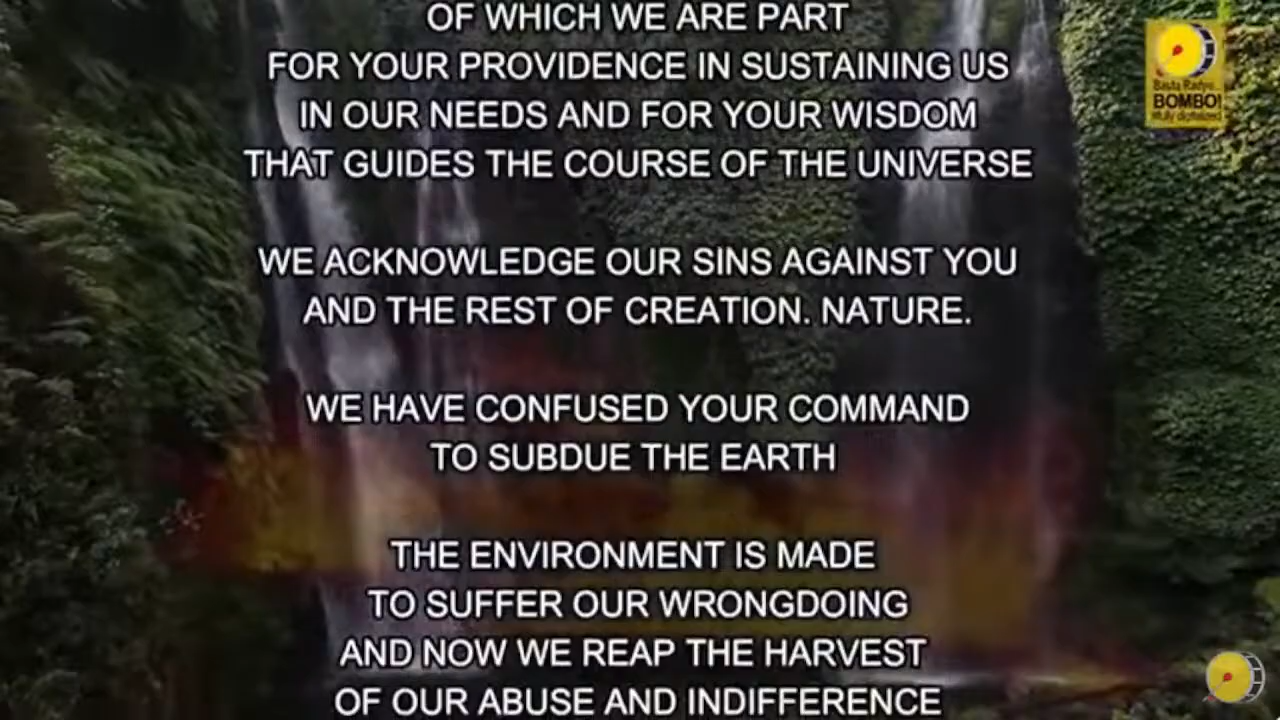 OF WHICH WE ARE PART
FOR YOUR PROVIDENCE IN SUSTAINING US
IN OUR NEEDS AND FOR YOUR WISDOM
THAT GUIDES THE COURSE OF THE UNIVERSE
WE ACKNOWLEDGE OUR SINS AGAINST YOU
AND THE REST OF CREATION. NATURE.
WE HAVE CONFUSED YOUR COMMAND
TO SUBDUE THE EARTH
THE ENVIRONMENT IS MADE
TO SUFFER OUR WRONGDOING
AND NOW WE REAP THE HARVEST
OF OUR ABUSE AND INDIFFERENCE
Basta Radyo...
BOMBO!